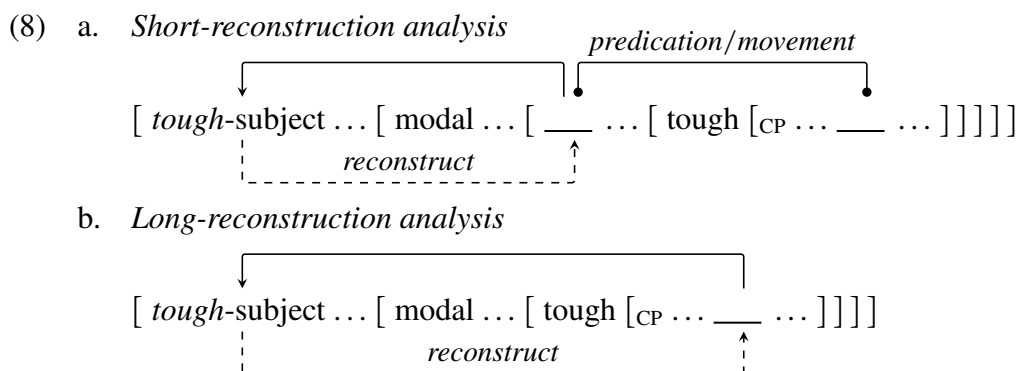 (8) a. Short-reconstruction analysis
predication/movement
[ tough-subject … [ modal … [ ___ … [ tough [CP … ___ … ] ] ] ] ]
reconstruct
b. Long-reconstruction analysis
[ tough-subject … [ modal … [ tough [CP … ___ … ] ] ] ]
reconstruct